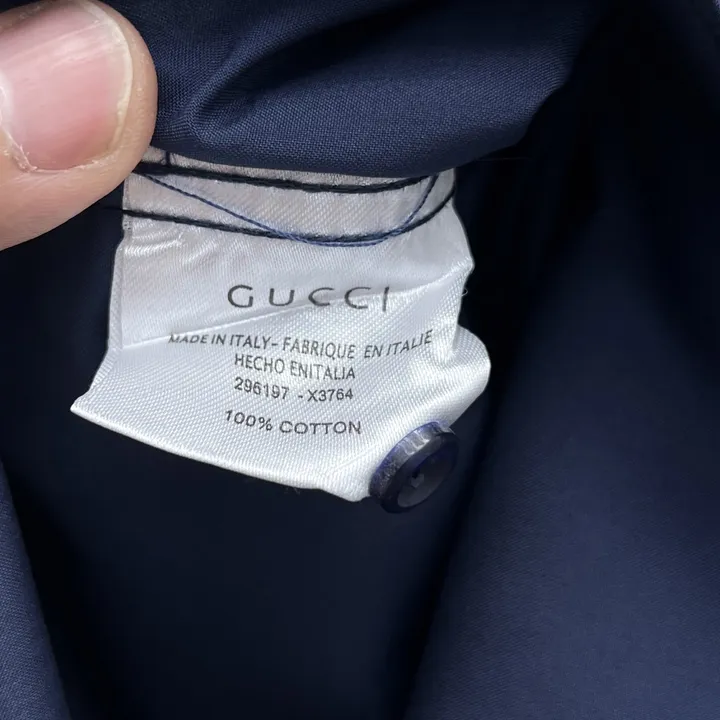 GUCCI
MADE IN ITALY - FABRIQUE EN ITALIE
HECHO ENITALIA
296197 - X3764
100% COTTON